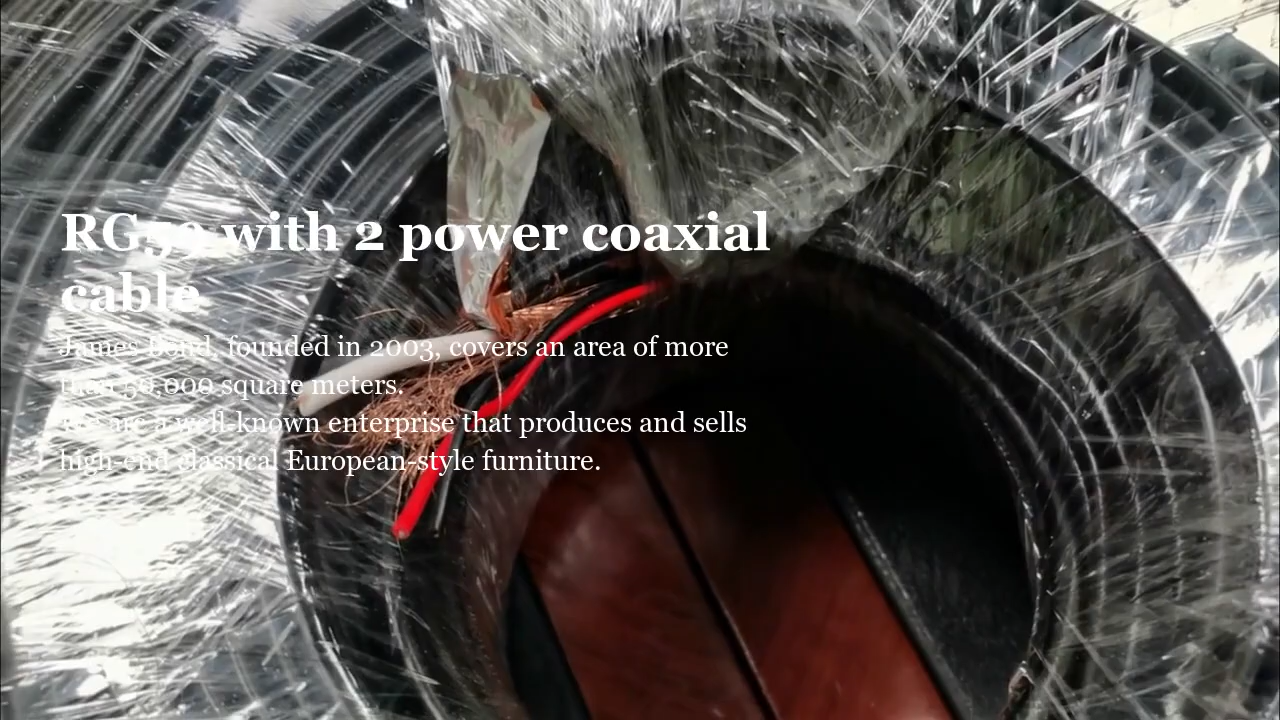 RG59 with 2 power coaxial
cable
James Bond, founded in 2003, covers an area of more
than 50,000 square meters.
We are a well-known enterprise that produces and sells
high-end classical European-style furniture.